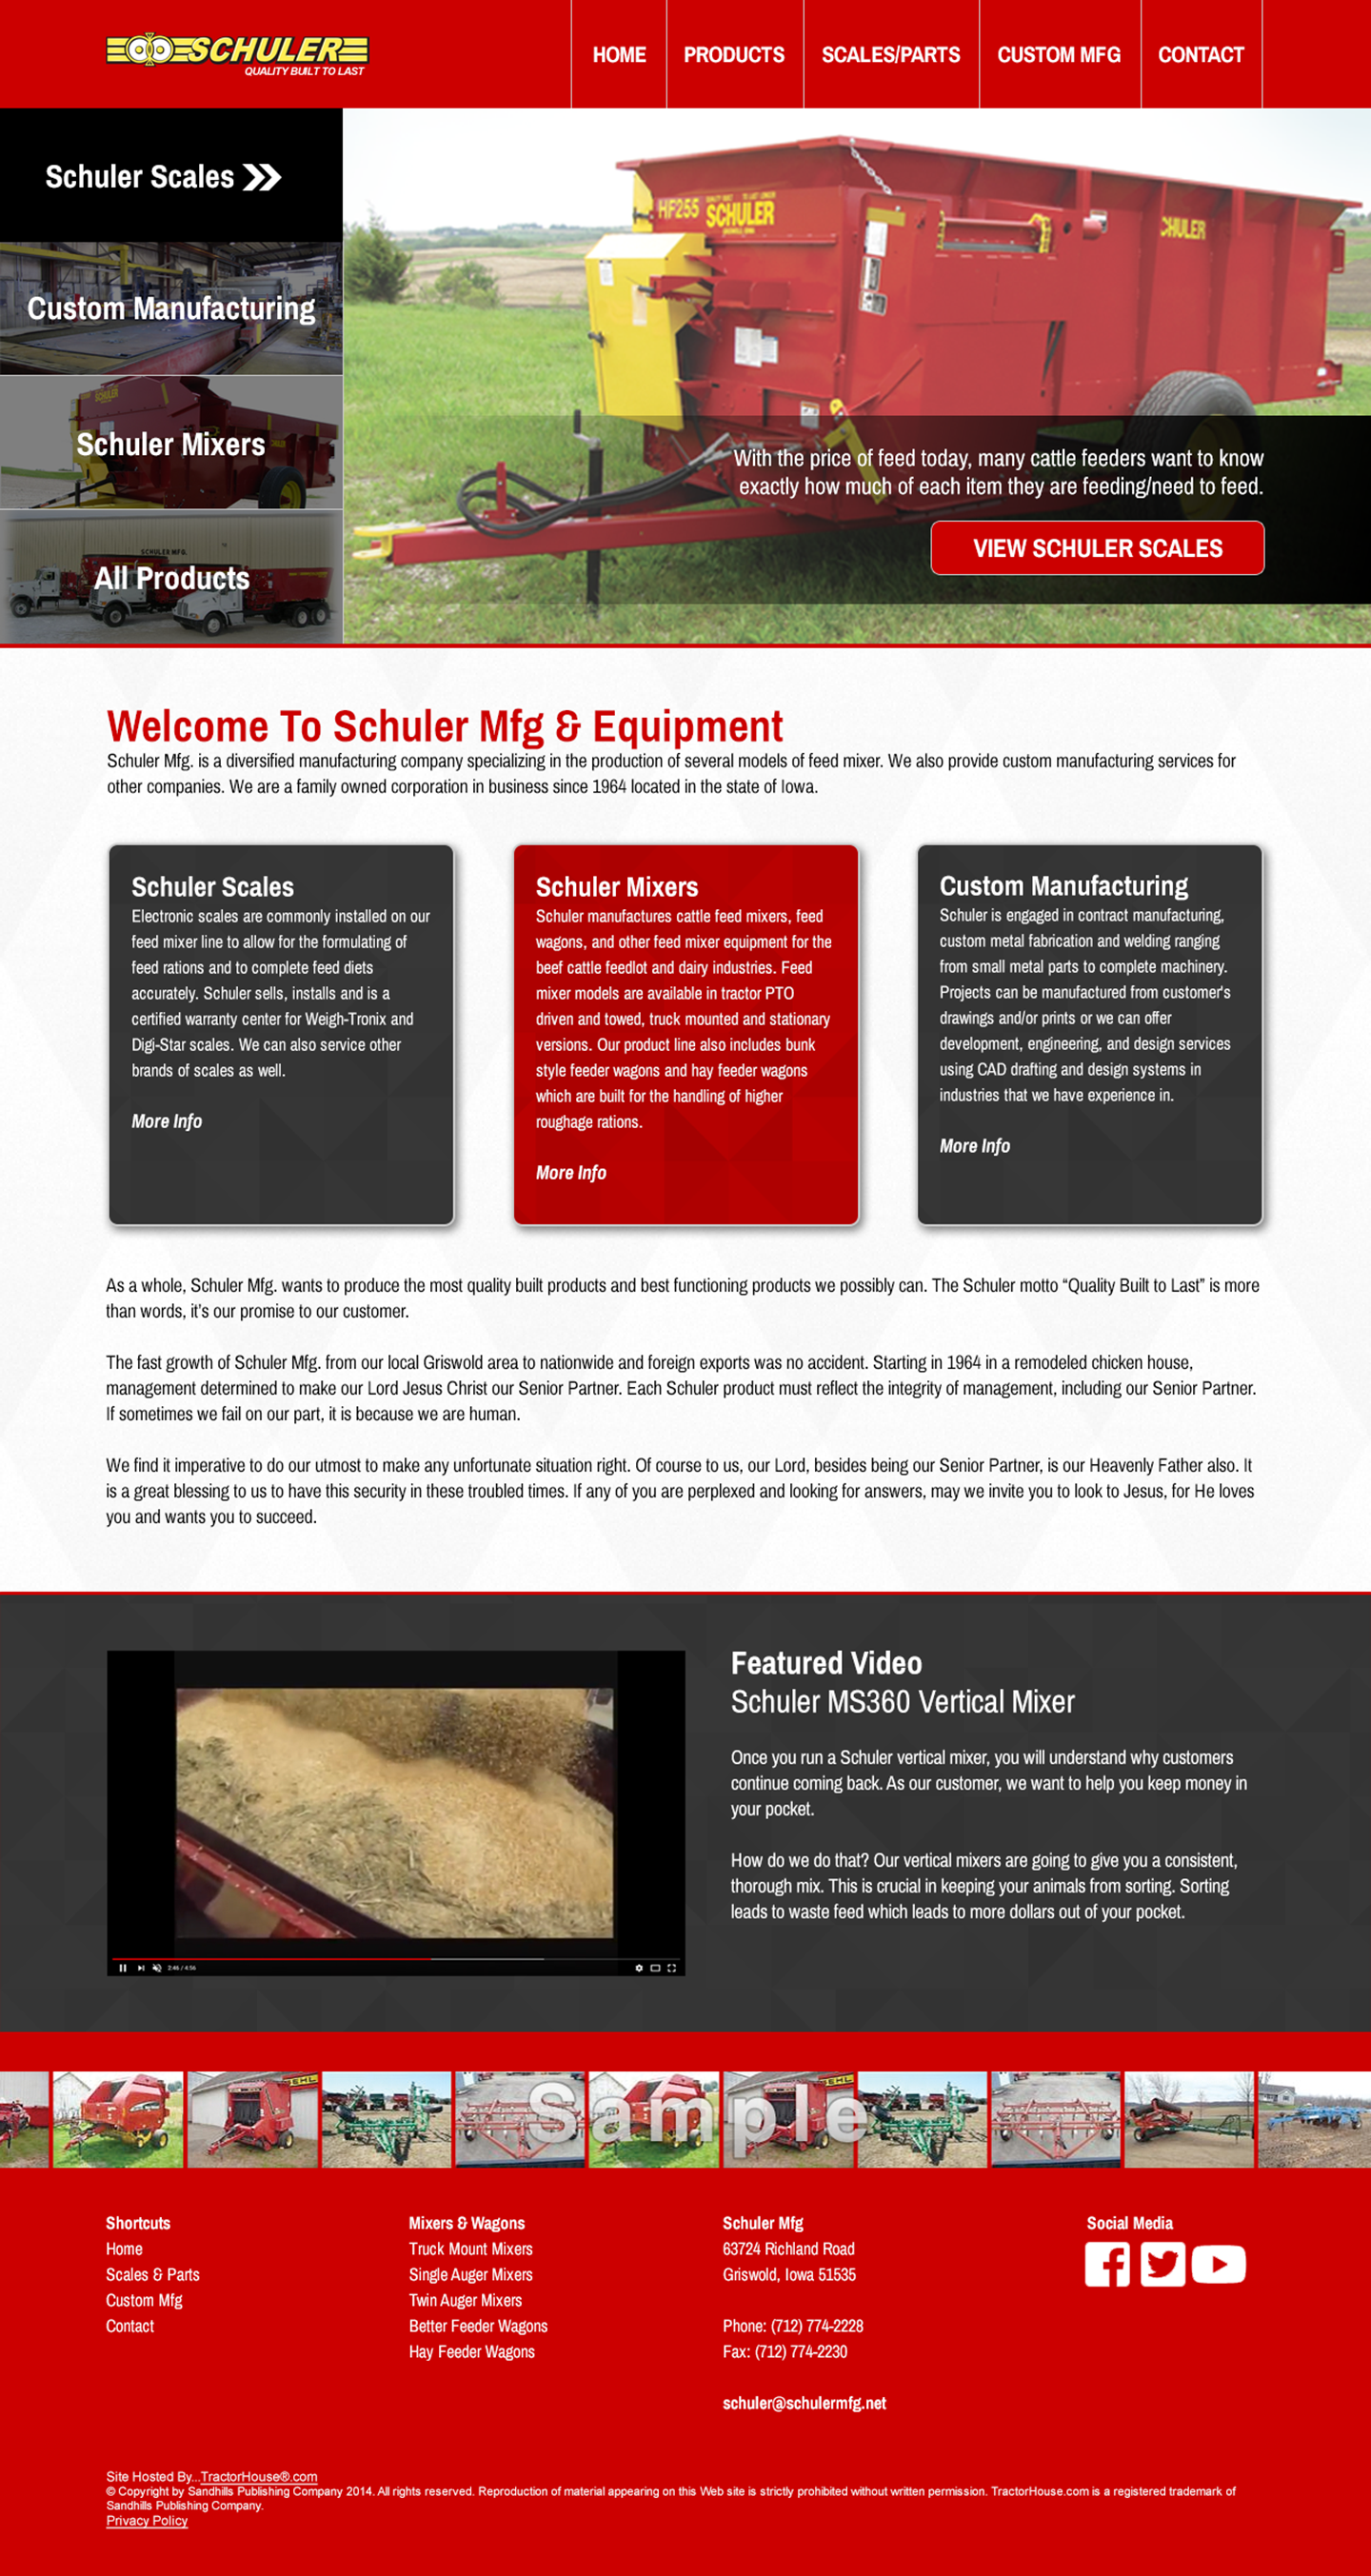 SCHULER
QUALITY BUILT TO LAST
HOME
PRODUCTS
SCALES/PARTS
CUSTOM MFG
CONTACT
Schuler Scales
Custom Manufacturing
Schuler Mixers
All Products
SCHULER MFG.
HF255 SCHULER
SCHULER
With the price of feed today, many cattle feeders want to know
exactly how much of each item they are feeding/need to feed.
VIEW SCHULER SCALES
Welcome To Schuler Mfg & Equipment
Schuler Mfg. is a diversified manufacturing company specializing in the production of several models of feed mixer. We also provide custom manufacturing services for
other companies. We are a family owned corporation in business since 1964 located in the state of Iowa.
Schuler Scales
Electronic scales are commonly installed on our
feed mixer line to allow for the formulating of
feed rations and to complete feed diets
accurately. Schuler sells, installs and is a
certified warranty center for Weigh-Tronix and
Digi-Star scales. We can also service other
brands of scales as well.
More Info
Schuler Mixers
Schuler manufactures cattle feed mixers, feed
wagons, and other feed mixer equipment for the
beef cattle feedlot and dairy industries. Feed
mixer models are available in tractor PTO
driven and towed, truck mounted and stationary
versions. Our product line also includes bunk
style feeder wagons and hay feeder wagons
which are built for the handling of higher
roughage rations.
More Info
Custom Manufacturing
Schuler is engaged in contract manufacturing,
custom metal fabrication and welding ranging
from small metal parts to complete machinery.
Projects can be manufactured from customer's
drawings and/or prints or we can offer
development, engineering, and design services
using CAD drafting and design systems in
industries that we have experience in.
More Info
As a whole, Schuler Mfg. wants to produce the most quality built products and best functioning products we possibly can. The Schuler motto “Quality Built to Last” is more
than words, it's our promise to our customer.
The fast growth of Schuler Mfg. from our local Griswold area to nationwide and foreign exports was no accident. Starting in 1964 in a remodeled chicken house,
management determined to make our Lord Jesus Christ our Senior Partner. Each Schuler product must reflect the integrity of management, including our Senior Partner.
If sometimes we fail on our part, it is because we are human.
We find it imperative to do our utmost to make any unfortunate situation right. Of course to us, our Lord, besides being our Senior Partner, is our Heavenly Father also. It
is a great blessing to us to have this security in these troubled times. If any of you are perplexed and looking for answers, may we invite you to look to Jesus, for He loves
you and wants you to succeed.
2:46 / 4:56
Featured Video
Schuler MS360 Vertical Mixer
Once you run a Schuler vertical mixer, you will understand why customers
continue coming back. As our customer, we want to help you keep money in
your pocket.
How do we do that? Our vertical mixers are going to give you a consistent,
thorough mix. This is crucial in keeping your animals from sorting. Sorting
leads to waste feed which leads to more dollars out of your pocket.
Sample
Shortcuts
Home
Scales & Parts
Custom Mfg
Contact
Mixers & Wagons
Truck Mount Mixers
Single Auger Mixers
Twin Auger Mixers
Better Feeder Wagons
Hay Feeder Wagons
Schuler Mfg
63724 Richland Road
Griswold, Iowa 51535
Phone: (712) 774-2228
Fax: (712) 774-2230
schuler@schulermfg.net
Social Media
Site Hosted By...TractorHouse®.com
© Copyright by Sandhills Publishing Company 2014. All rights reserved. Reproduction of material appearing on this Web site is strictly prohibited without written permission. TractorHouse.com is a registered trademark of
Sandhills Publishing Company.
Privacy Policy